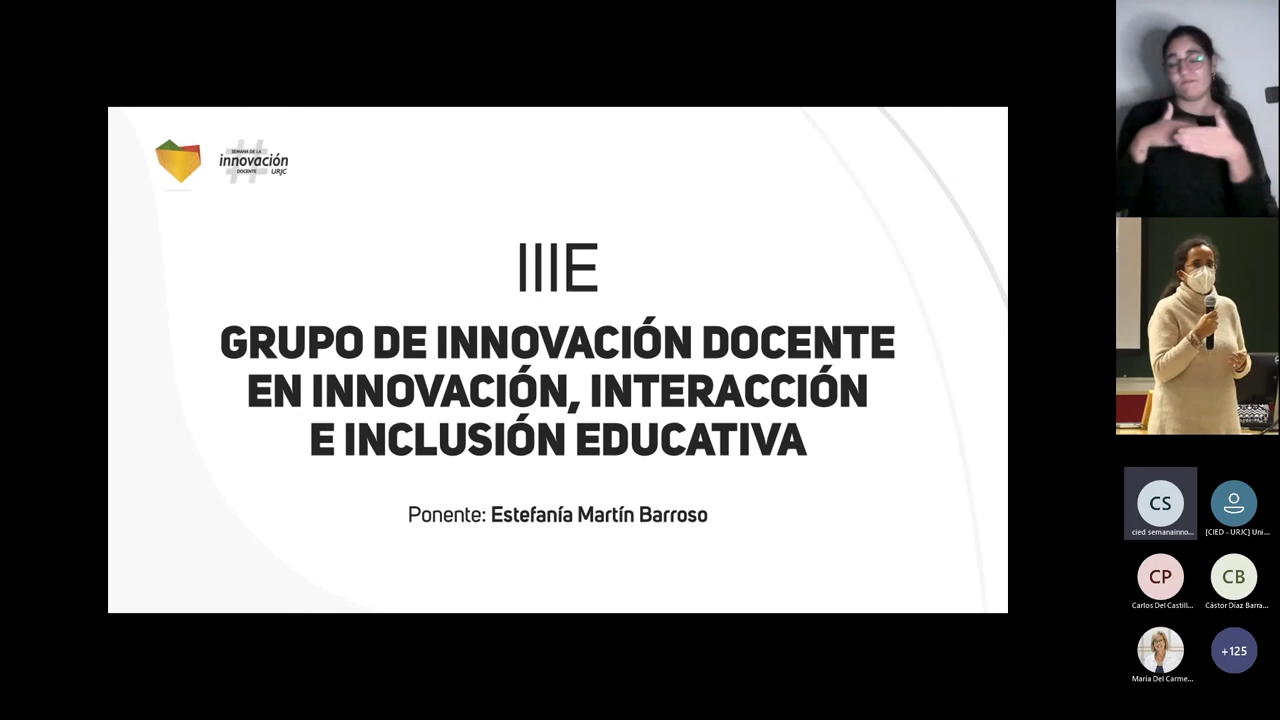 SEMANA DE LA
innovación
DOCENTE
URJC
IIIE
GRUPO DE INNOVACIÓN DOCENTE
EN INNOVACIÓN, INTERACCIÓN
E INCLUSIÓN EDUCATIVA
Ponente: Estefanía Martín Barroso
CS
cied semanainno...
[CIED - URJC] Uni...
CP
Carlos Del Castill...
CB
Cástor Díaz Barra...
María Del Carme...
+125